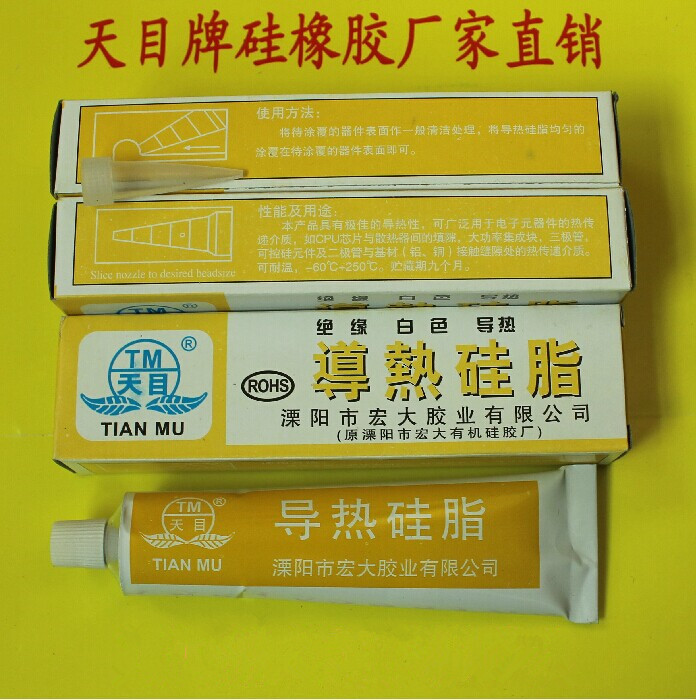 天目牌硅橡胶厂家直销
使用方法:
将待涂覆的器件表面作一般清洁处理,将导热硅脂均匀的
涂覆在待涂覆的器件表面即可。
性能及用途:
本产品具有极佳的导热性,可广泛用于电子元器件的热传
递介质,如CPU芯片与散热器间的填缝、大功率集成块、三极管、
可控硅元件及二极管与基材(铝、铜)接触缝隙处的热传递介质。
可耐温,-60℃+250℃。贮藏期九个月。
Slice nozzle to desired beadsize
TM
绝缘 白色 导热
TM
®
天目
TIAN MU
绝缘 白色 导热
ROHS
導熱硅脂
溧阳市宏大胶业有限公司
(原溧阳市宏大有机硅胶厂)
TM
®
天目
TIAN MU
导热硅脂
溧阳市宏大胶业有限公司